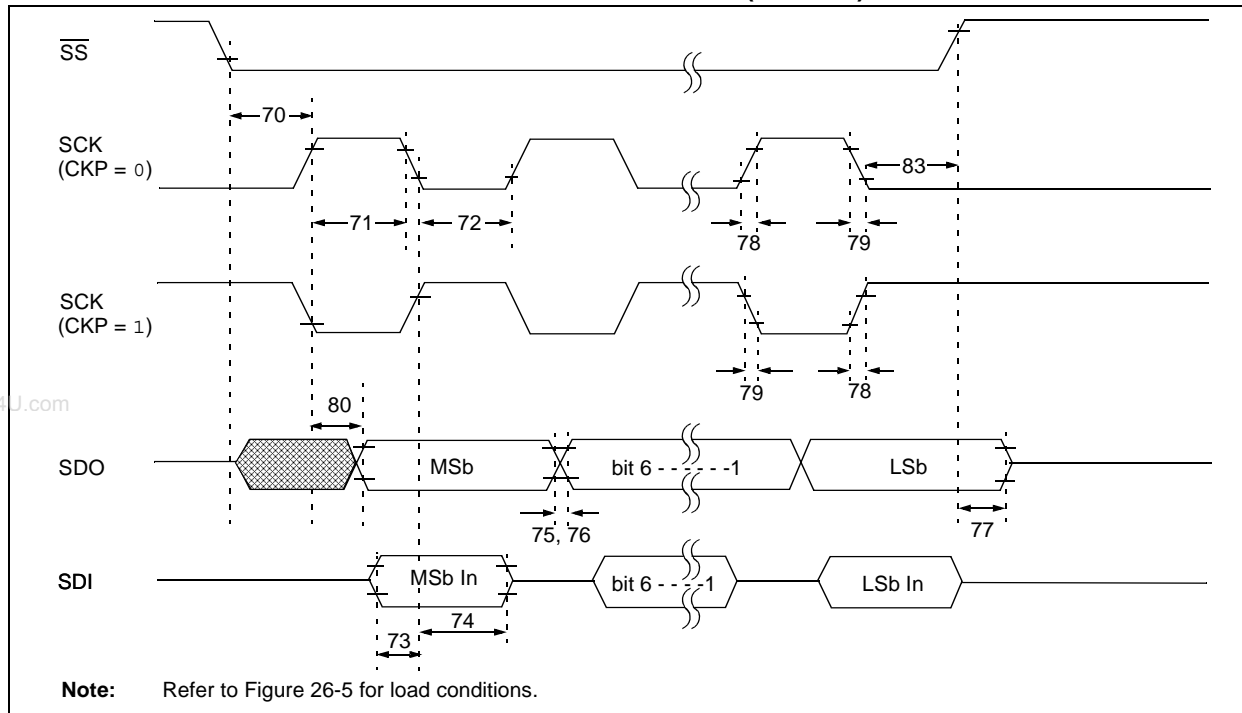 SS
70
SCK
(CKP = 0)
83
71
72
78
79
SCK
(CKP = 1)
79
78
4U.com
80
SDO
MSb
bit 6 - - - - - -1
LSb
75, 76
77
SDI
MSb In
bit 6 - - - -1
LSb In
74
73
Note: Refer to Figure 26-5 for load conditions.